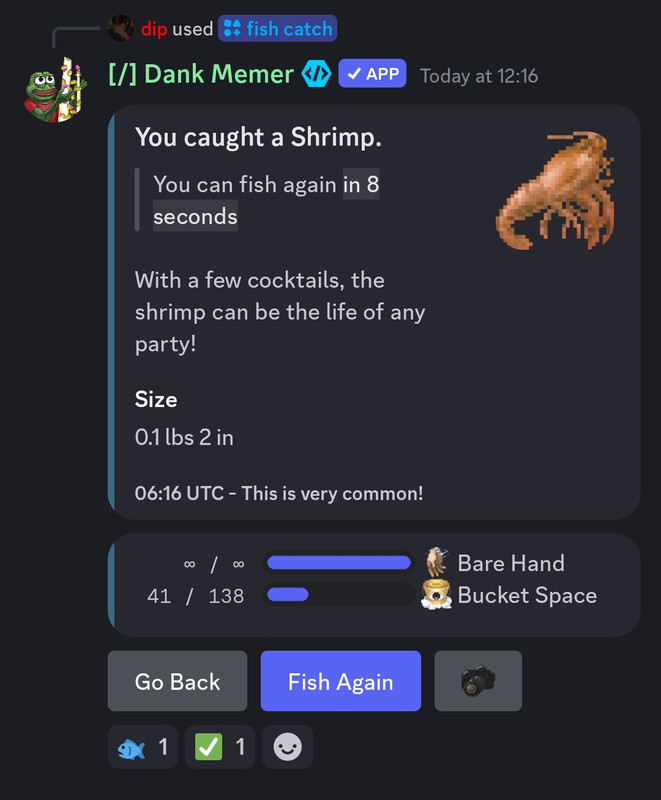 dip used fish catch
[/] Dank Memer ✓ APP Today at 12:16
You caught a Shrimp.
You can fish again in 8
seconds
With a few cocktails, the
shrimp can be the life of any
party!
Size
0.1 lbs 2 in
06:16 UTC - This is very common!
∞ / ∞ Bare Hand
41 / 138 Bucket Space
Go Back Fish Again
1 1